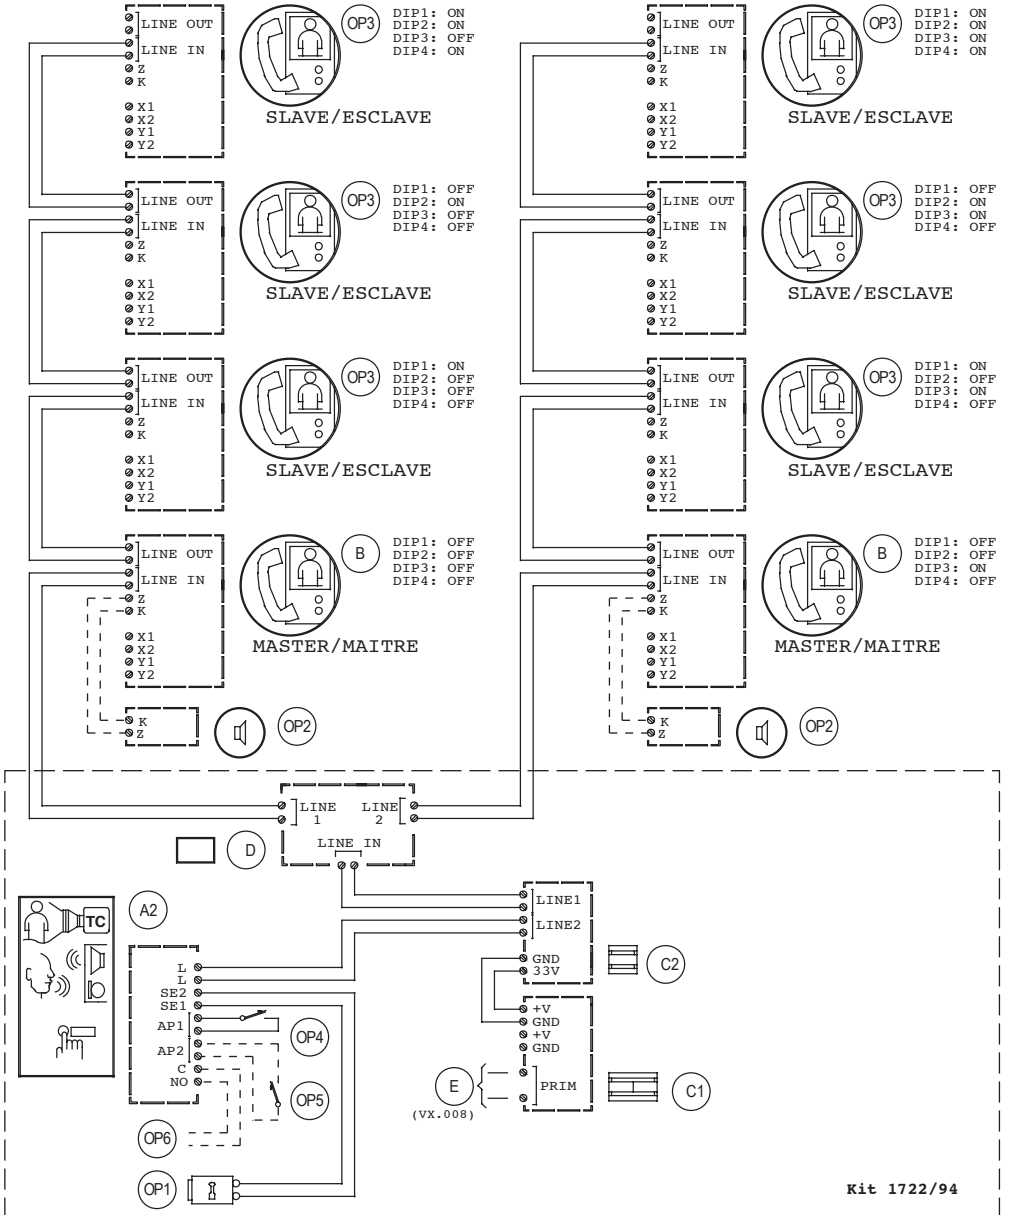 LINE OUT
LINE IN
Z
K
X1
X2
Y1
Y2
OP3
DIP1: ON
DIP2: ON
DIP3: OFF
DIP4: ON
SLAVE/ESCLAVE
LINE OUT
LINE IN
Z
K
X1
X2
Y1
Y2
OP3
DIP1: ON
DIP2: ON
DIP3: ON
DIP4: ON
SLAVE/ESCLAVE
LINE OUT
LINE IN
Z
K
X1
X2
Y1
Y2
OP3
DIP1: OFF
DIP2: ON
DIP3: OFF
DIP4: OFF
SLAVE/ESCLAVE
LINE OUT
LINE IN
Z
K
X1
X2
Y1
Y2
OP3
DIP1: OFF
DIP2: ON
DIP3: ON
DIP4: OFF
SLAVE/ESCLAVE
LINE OUT
LINE IN
Z
K
X1
X2
Y1
Y2
OP3
DIP1: ON
DIP2: OFF
DIP3: OFF
DIP4: OFF
SLAVE/ESCLAVE
LINE OUT
LINE IN
Z
K
X1
X2
Y1
Y2
OP3
DIP1: ON
DIP2: OFF
DIP3: ON
DIP4: OFF
SLAVE/ESCLAVE
LINE OUT
LINE IN
Z
K
X1
X2
Y1
Y2
B
DIP1: OFF
DIP2: OFF
DIP3: ON
DIP4: OFF
MASTER/MAITRE
LINE OUT
LINE IN
Z
K
X1
X2
Y1
Y2
B
DIP1: OFF
DIP2: OFF
DIP3: ON
DIP4: OFF
MASTER/MAITRE
K
Z
OP2
K
Z
OP2
LINE
1
LINE
2
LINE IN
D
A2
TC
LINE1
LINE2
GND
33V
C2
L
L
SE2
SE1
AP1
AP2
C
NO
OP4
OP5
OP6
OP1
+V
GND
+V
GND
PRIM
E
(VX.008)
C1
Kit 1722/94